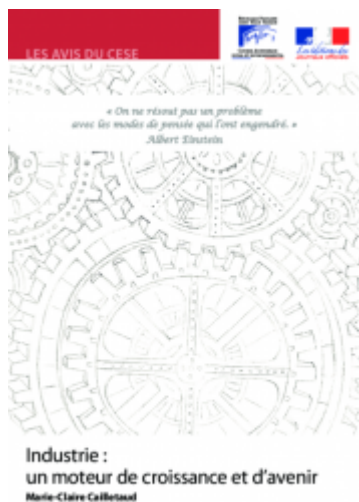 LES AVIS DU CESE
« On ne résout pas un problème
avec les modes de pensée qui l'ont engendré. »
Albert Einstein
Industrie :
un moteur de croissance et d'avenir
Marie-Claire Cailletaud